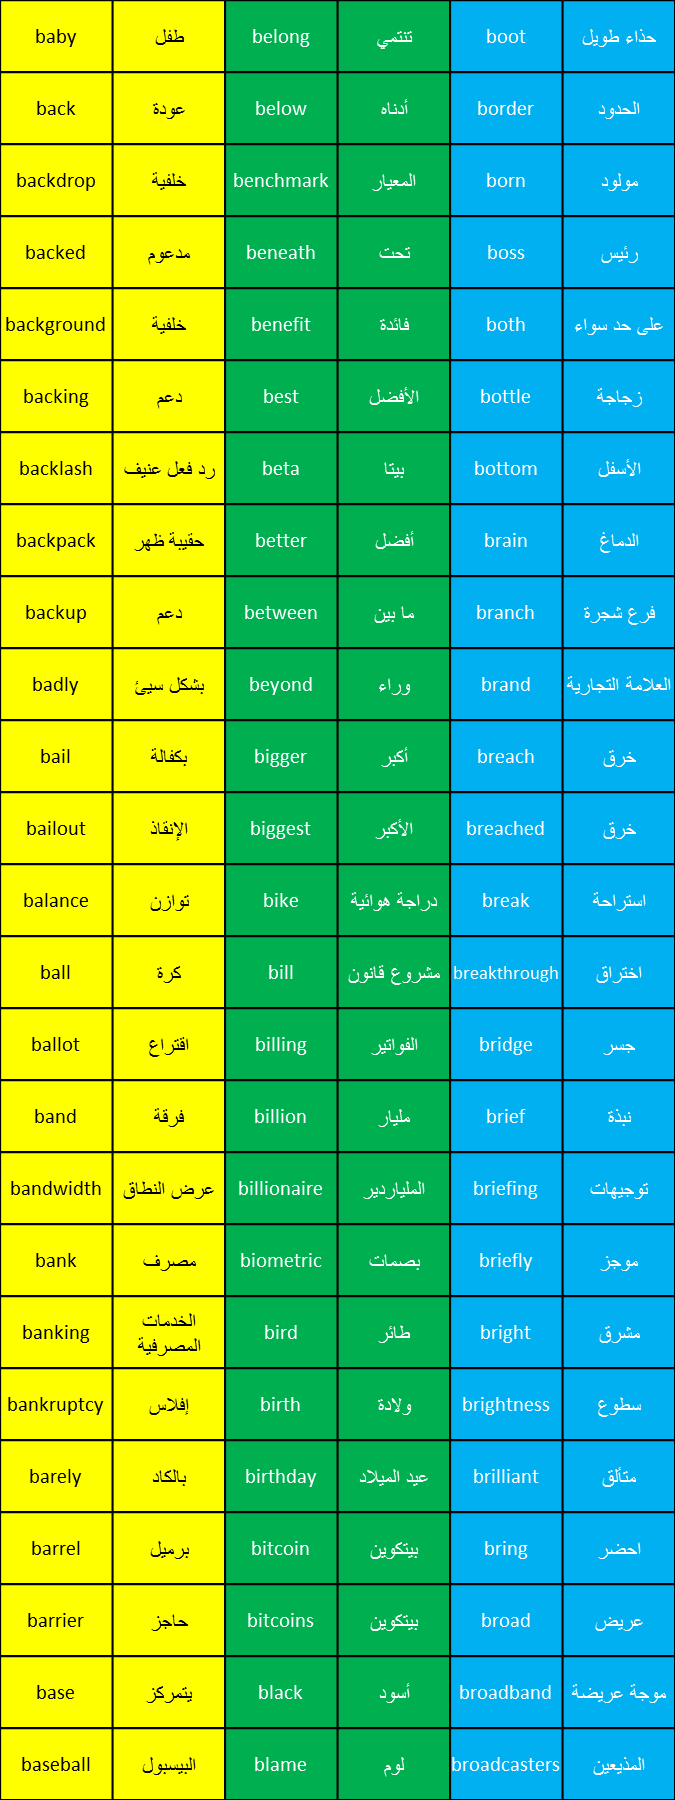 baby طفل belong تنتمي boot حذاء طويل
back عودة below أدناه border الحدود
backdrop خلفية benchmark المعيار born مولود
backed مدعوم beneath تحت boss رئيس
background خلفية benefit فائدة both على حد سواء
backing دعم best الأفضل bottle زجاجة
backlash رد فعل عنيف beta بيتا bottom الأسفل
backpack حقيبة ظهر better أفضل brain الدماغ
backup دعم between ما بين branch فرع شجرة
badly بشكل سيئ beyond وراء brand العلامة التجارية
bail بكفالة bigger أكبر breach خرق
bailout الإنقاذ biggest الأكبر breached خرق
balance توازن bike دراجة هوائية break استراحة
ball كرة bill مشروع قانون breakthrough اختراق
ballot اقتراع billing الفواتير bridge جسر
band فرقة billion مليار brief نبذة
bandwidth عرض النطاق billionaire الملياردير briefing توجيهات
bank مصرف biometric بصمات briefly موجز
banking الخدمات المصرفية bird طائر bright مشرق
bankruptcy إفلاس birth ولادة brightness سطوع
barely بالكاد birthday عيد الميلاد brilliant متألق
barrel برميل bitcoin بيتكوين bring احضر
barrier حاجز bitcoins بيتكوين broad عريض
base يتمركز black أسود broadband موجة عريضة
baseball البيسبول blame لوم broadcasters المذيعين